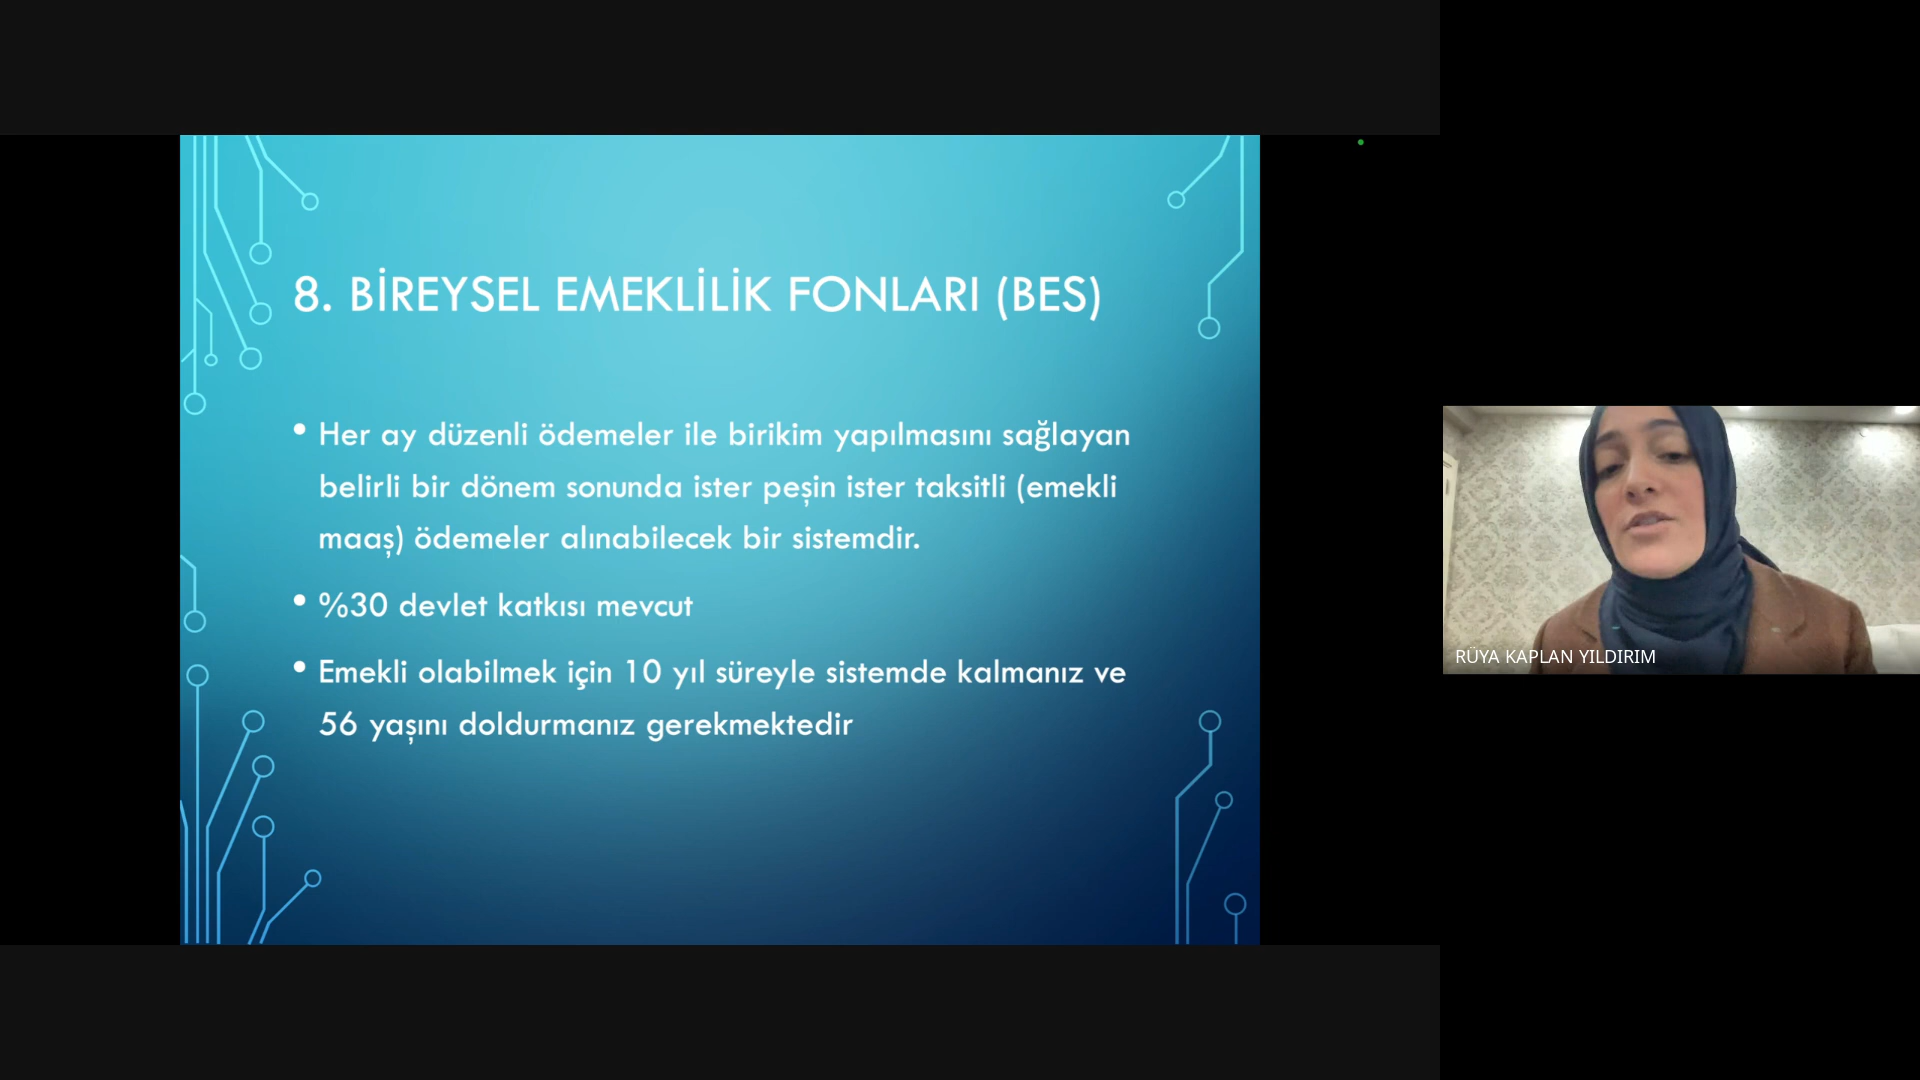 8. BİREYSEL EMEKLİLİK FONLARI (BES)
• Her ay düzenli ödemeler ile birikim yapılmasını sağlayan
belirli bir dönem sonunda ister peşin ister taksitli (emekli
maaş) ödemeler alınabilecek bir sistemdir.
• %30 devlet katkısı mevcut
• Emekli olabilmek için 10 yıl süreyle sistemde kalmanız ve
56 yaşını doldurmanız gerekmektedir
RÜYA KAPLAN YILDIRIM